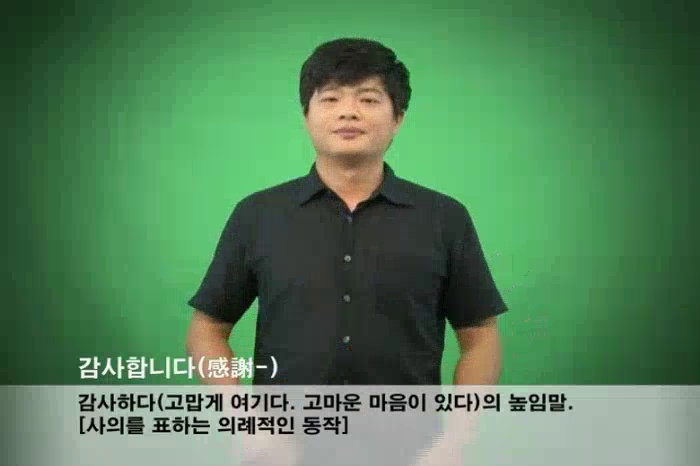 감사합니다(感謝-)
감사하다(고맙게 여기다. 고마운 마음이 있다)의 높임말.
[사의를 표하는 의례적인 동작]